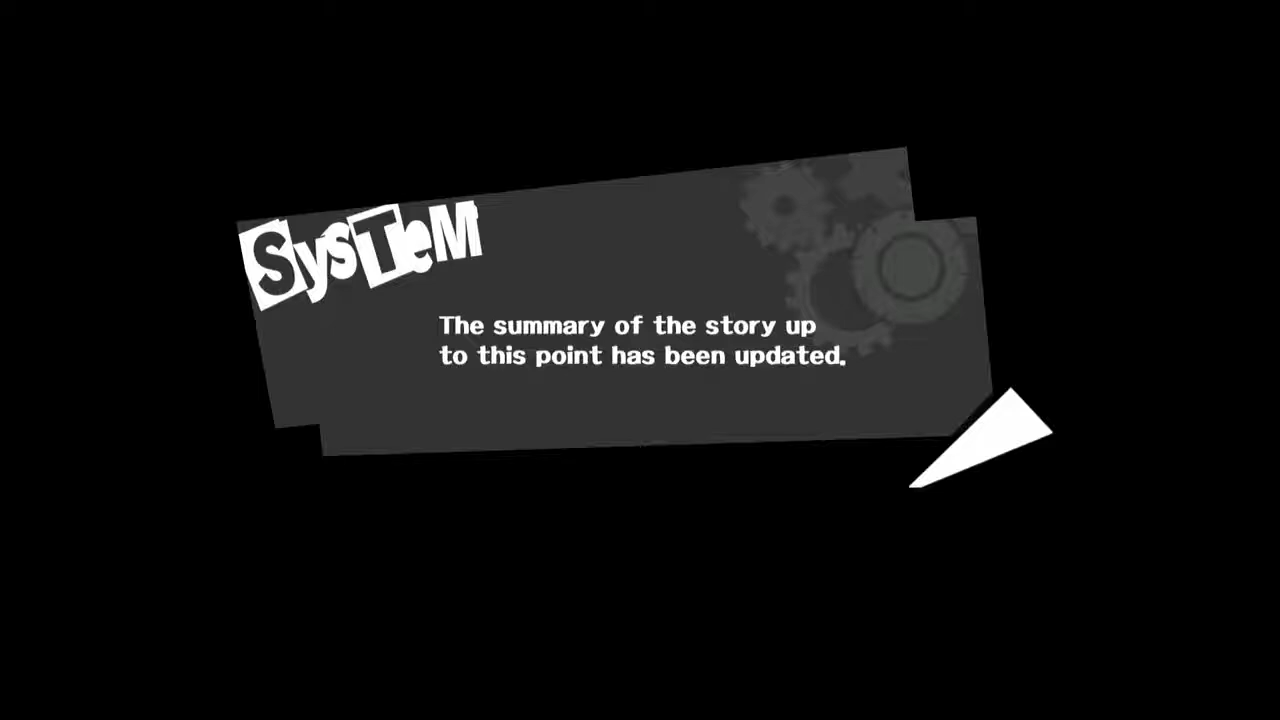 SysTeM
The summary of the story up
to this point has been updated.